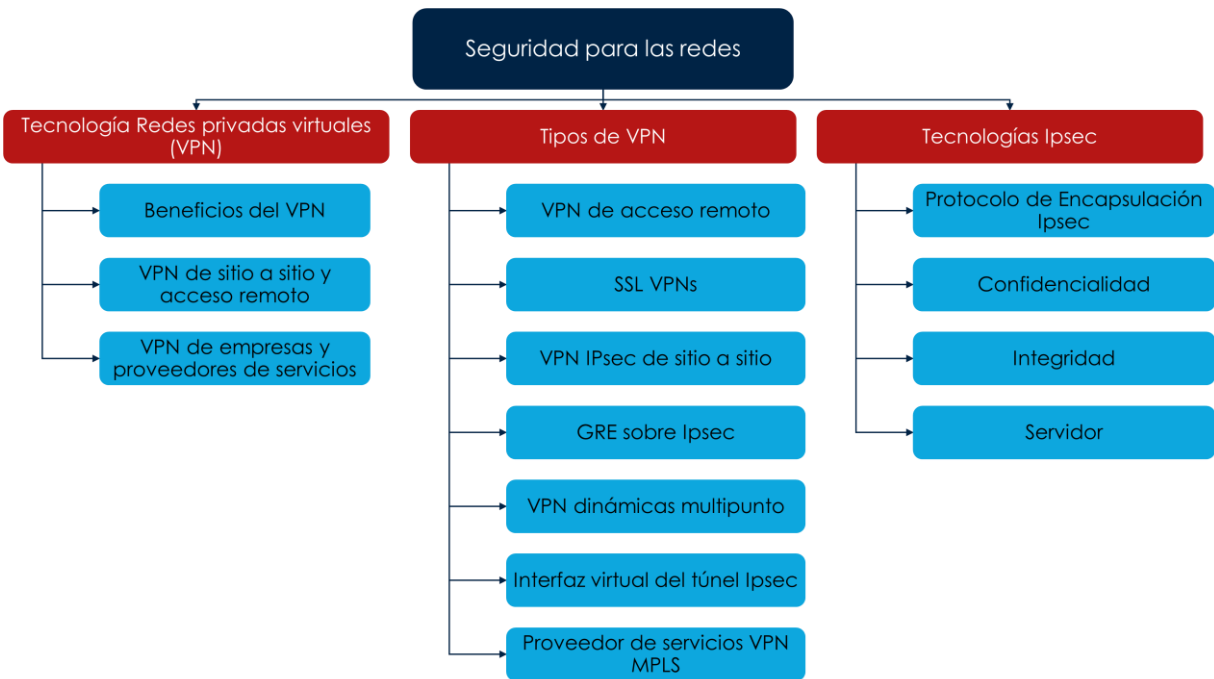 Seguridad para las redes
Tecnología Redes privadas virtuales
(VPN)
Beneficios del VPN
VPN de sitio a sitio y
acceso remoto
VPN de empresas y
proveedores de servicios
Tipos de VPN
VPN de acceso remoto
SSL VPNs
VPN IPsec de sitio a sitio
GRE sobre Ipsec
VPN dinámicas multipunto
Interfaz virtual del túnel Ipsec
Proveedor de servicios VPN
MPLS
Tecnologías Ipsec
Protocolo de Encapsulación
Ipsec
Confidencialidad
Integridad
Servidor